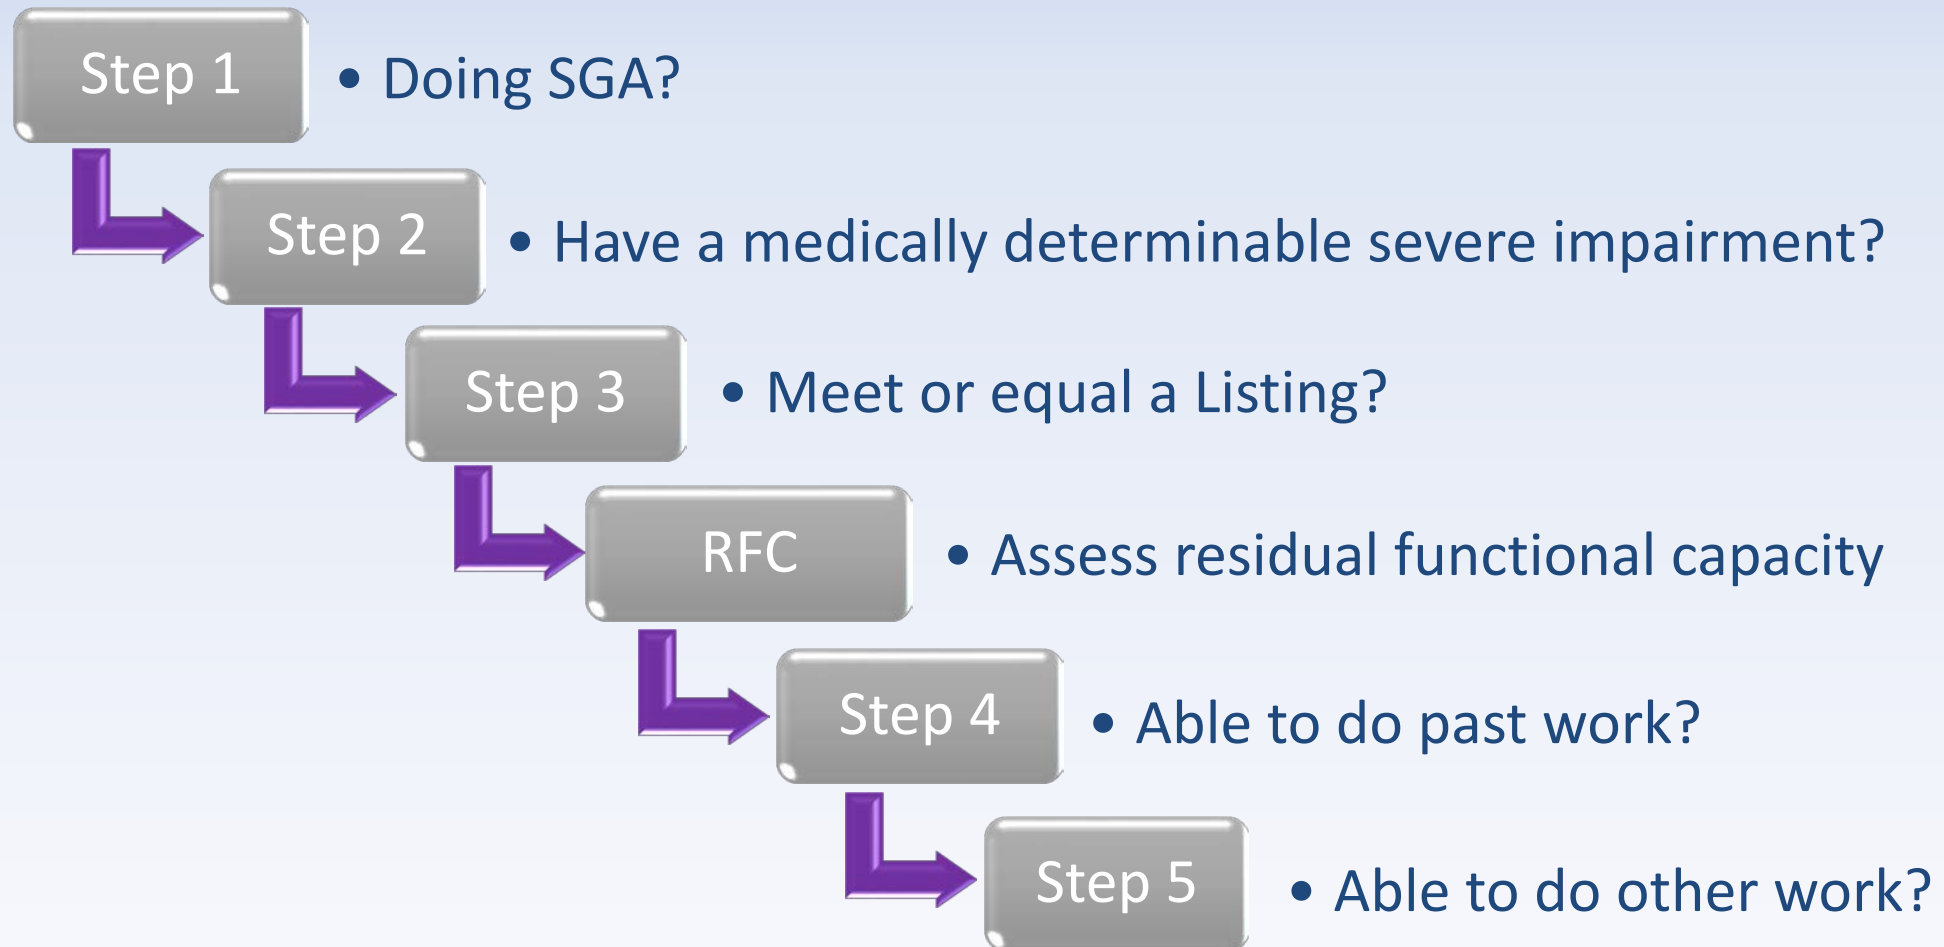 Step 1
• Doing SGA?
Step 2
• Have a medically determinable severe impairment?
Step 3
• Meet or equal a Listing?
RFC
• Assess residual functional capacity
Step 4
• Able to do past work?
Step 5
• Able to do other work?